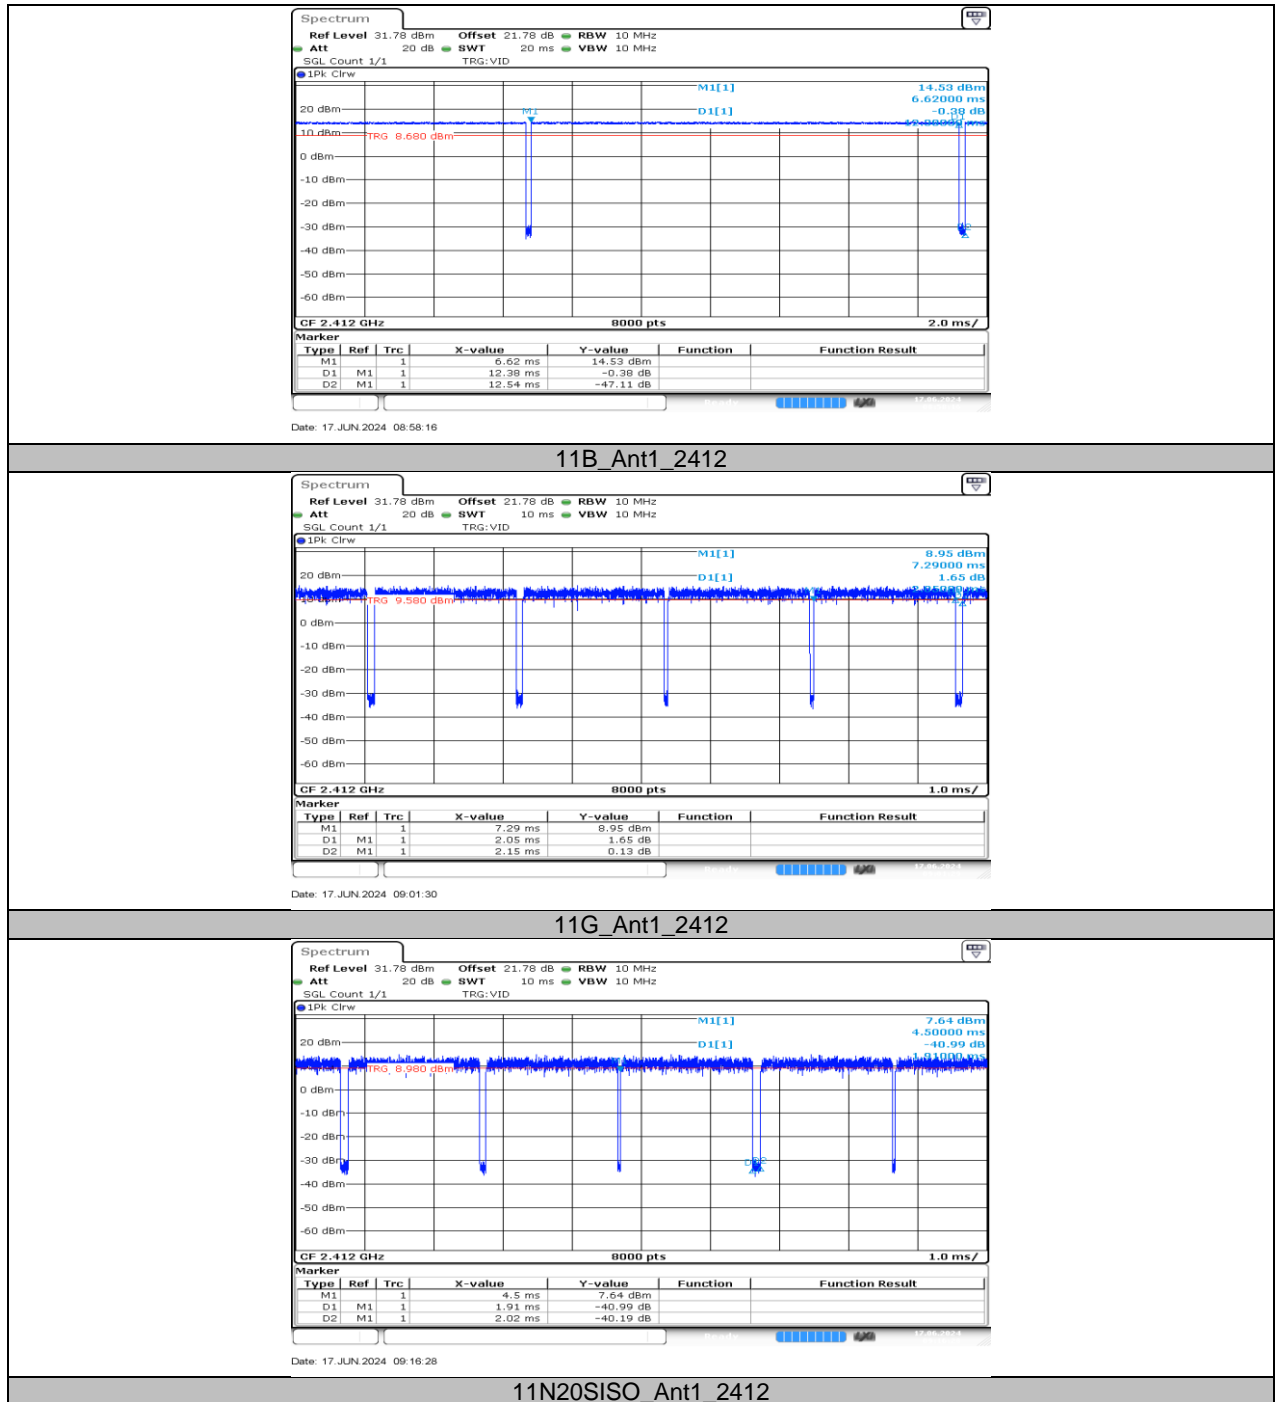 Spectrum
Ref Level 31.78 dBm Offset 21.78 dB RBW 10 MHz
Att 20 dB SWT 20 ms VBW 10 MHz
SGL Count 1/1 TRG:VID
1Pk Clrw
M1[1] 14.53 dBm
6.62000 ms
20 dBm M1 D1[1] -0.38 dB
10 dBm TRG 8.680 dBm
0 dBm
-10 dBm
-20 dBm
-30 dBm
-40 dBm
-50 dBm
-60 dBm
CF 2.412 GHz 8000 pts 2.0 ms/
Marker
Type Ref Trc X-value Y-value Function Function Result
M1 1 6.62 ms 14.53 dBm
D1 M1 1 12.38 ms -0.38 dB
D2 M1 1 12.54 ms -47.11 dB
Date: 17.JUN.2024 08:58:16
11B_Ant1_2412
Spectrum
Ref Level 31.78 dBm Offset 21.78 dB RBW 10 MHz
Att 20 dB SWT 10 ms VBW 10 MHz
SGL Count 1/1 TRG:VID
1Pk Clrw
M1[1] 8.95 dBm
7.29000 ms
20 dBm D1[1] 1.65 dB
TRG 9.580 dBm
0 dBm
-10 dBm
-20 dBm
-30 dBm
-40 dBm
-50 dBm
-60 dBm
CF 2.412 GHz 8000 pts 1.0 ms/
Marker
Type Ref Trc X-value Y-value Function Function Result
M1 1 7.29 ms 8.95 dBm
D1 M1 1 2.05 ms 1.65 dB
D2 M1 1 2.15 ms 0.13 dB
Date: 17.JUN.2024 09:01:30
11G_Ant1_2412
Spectrum
Ref Level 31.78 dBm Offset 21.78 dB RBW 10 MHz
Att 20 dB SWT 10 ms VBW 10 MHz
SGL Count 1/1 TRG:VID
1Pk Clrw
M1[1] 7.64 dBm
4.50000 ms
20 dBm D1[1] -40.99 dB
1.91000 ms
TRG 8.980 dBm
0 dBm
-10 dBm
-20 dBm
-30 dBm
-40 dBm
-50 dBm
-60 dBm
CF 2.412 GHz 8000 pts 1.0 ms/
Marker
Type Ref Trc X-value Y-value Function Function Result
M1 1 4.5 ms 7.64 dBm
D1 M1 1 1.91 ms -40.99 dB
D2 M1 1 2.02 ms -40.19 dB
Date: 17.JUN.2024 09:16:28
11N20SISO_Ant1_2412